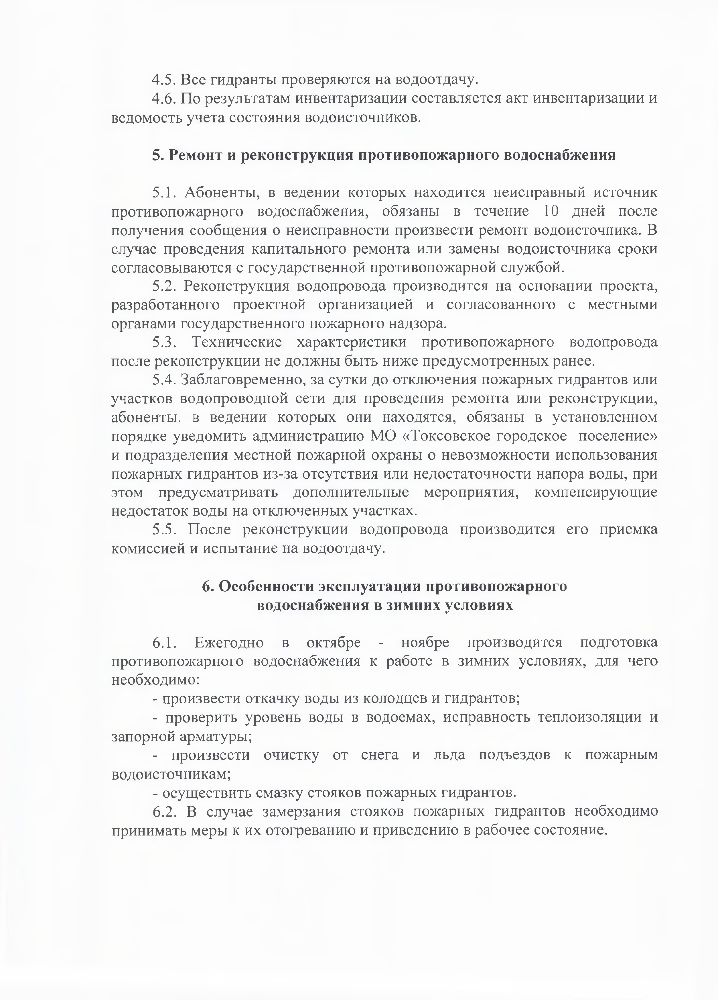 4.5. Все гидранты проверяются на водоотдачу.
4.6. По результатам инвентаризации составляется акт инвентаризации и
ведомость учета состояния водоисточников.
5. Ремонт и реконструкция противопожарного водоснабжения
5.1. Абоненты, в ведении которых находится неисправный источник
противопожарного водоснабжения, обязаны в течение 10 дней после
получения сообщения о неисправности произвести ремонт водоисточника. В
случае проведения капитального ремонта или замены водоисточника сроки
согласовываются с государственной противопожарной службой.
5.2. Реконструкция водопровода производится на основании проекта,
разработанного проектной организацией и согласованного с местными
органами государственного пожарного надзора.
5.3. Технические характеристики противопожарного водопровода
после реконструкции не должны быть ниже предусмотренных ранее.
5.4. Заблаговременно, за сутки до отключения пожарных гидрантов или
участков водопроводной сети для проведения ремонта или реконструкции,
абоненты, в ведении которых они находятся, обязаны в установленном
порядке уведомить администрацию МО «Токсовское городское поселение»
и подразделения местной пожарной охраны о невозможности использования
пожарных гидрантов из-за отсутствия или недостаточности напора воды, при
этом предусматривать дополнительные мероприятия, компенсирующие
недостаток воды на отключенных участках.
5.5. После реконструкции водопровода производится его приемка
комиссией и испытание на водоотдачу.
6. Особенности эксплуатации противопожарного
водоснабжения в зимних условиях
6.1. Ежегодно в октябре - ноябре производится подготовка
противопожарного водоснабжения к работе в зимних условиях, для чего
необходимо:
- произвести откачку воды из колодцев и гидрантов;
- проверить уровень воды в водоемах, исправность теплоизоляции и
запорной арматуры;
- произвести очистку от снега и льда подъездов к пожарным
водоисточникам;
- осуществить смазку стояков пожарных гидрантов.
6.2. В случае замерзания стояков пожарных гидрантов необходимо
принимать меры к их отогреванию и приведению в рабочее состояние.